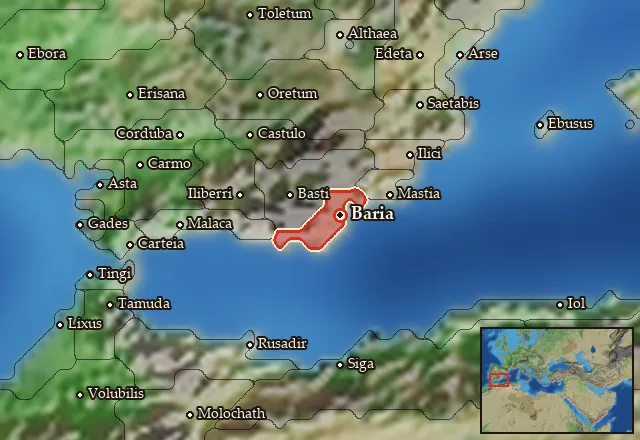 Toletum
Althaea
Ebora
Edeta
Arse
Erisana
Oretum
Saetabis
Ebusus
Corduba
Castulo
Ilici
Carmo
Asta
Iliberri
Basti
Mastia
Baria
Gades
Malaca
Carteia
Tingi
Tamuda
Iol
Lixus
Rusadir
Siga
Volubilis
Molochath